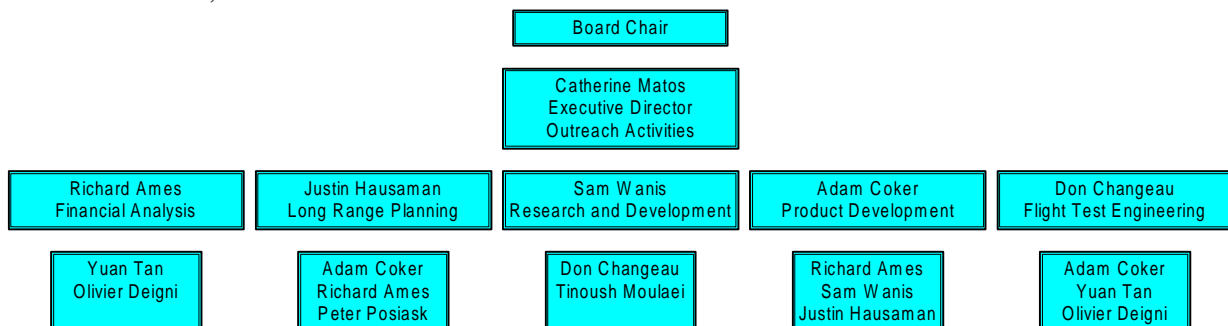 Board Chair
Catherine Matos
Executive Director
Outreach Activities
Richard Ames
Financial Analysis
Justin Hausaman
Long Range Planning
Sam Wanis
Research and Development
Adam Coker
Product Development
Don Changeau
Flight Test Engineering
Yuan Tan
Olivier Deigni
Adam Coker
Richard Ames
Peter Posiask
Don Changeau
Tinoush Moulaei
Richard Ames
Sam Wanis
Justin Hausaman
Adam Coker
Yuan Tan
Olivier Deigni